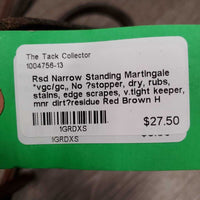 The Tack Collector
1004756-13
Rsd Narrow Standing Martingale
*vgc/gc,, No ?stopper, dry, rubs,
stains, edge scrapes, v.tight keeper,
mnr dirt?residue Red Brown H
$27.50
1GRDXS
1GRDXS